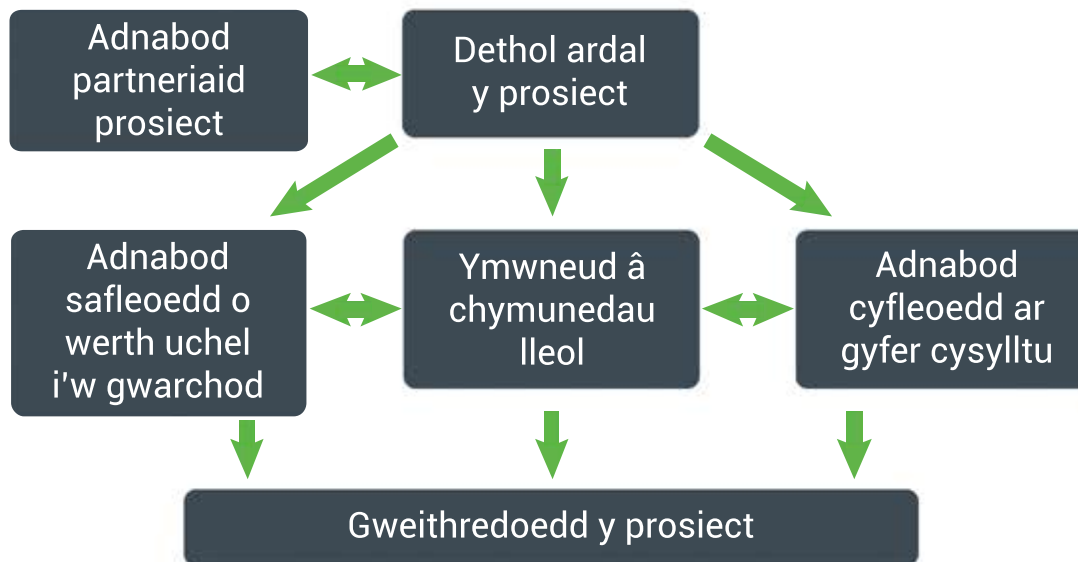 Adnabod
partneriaid
prosiect
Dethol ardal
y prosiect
Adnabod
safleoedd o
werth uchel
i'w gwarchod
Ymwneud â
chymunedau
lleol
Adnabod
cyfleoedd ar
gyfer cysylltu
Gweithredoedd y prosiect